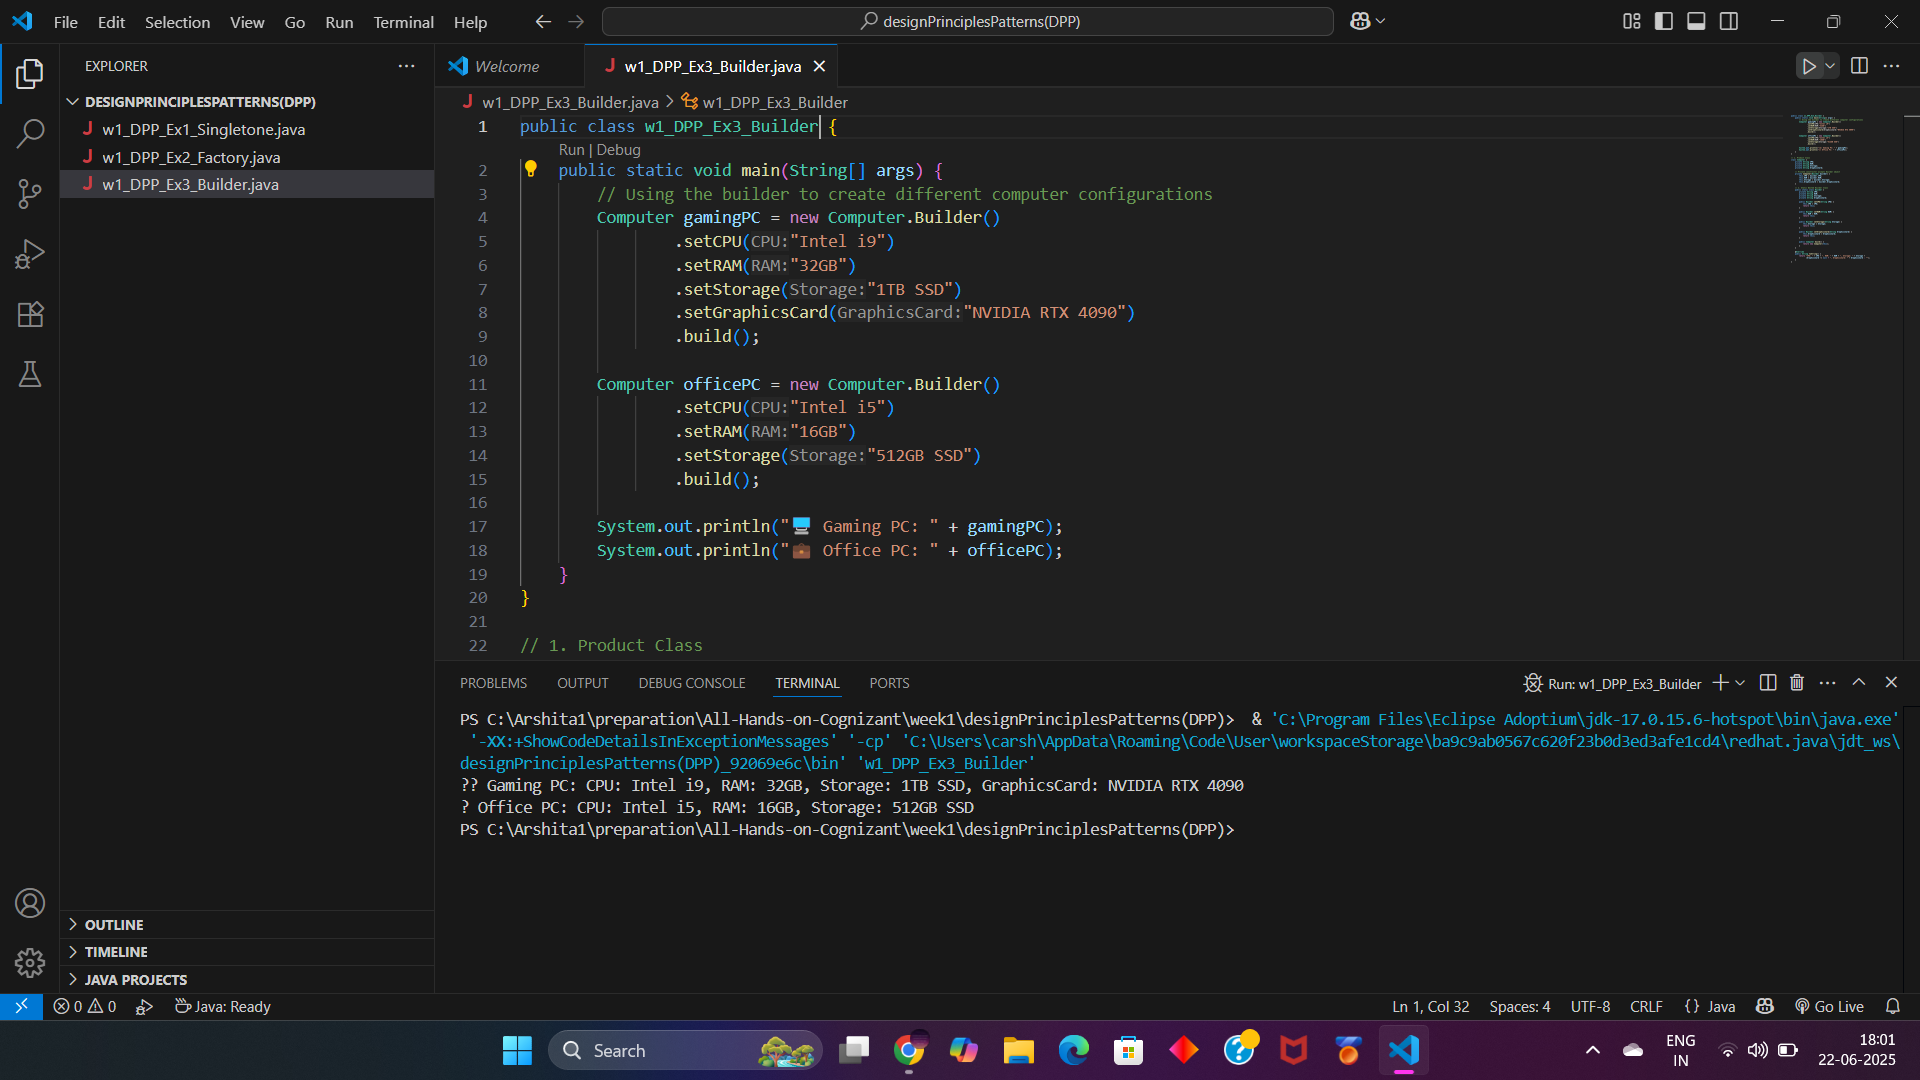 File Edit Selection View Go Run Terminal Help
designPrinciplesPatterns(DPP)
EXPLORER
DESIGNPRINCIPLESPATTERNS(DPP)
w1_DPP_Ex1_Singletone.java
w1_DPP_Ex2_Factory.java
w1_DPP_Ex3_Builder.java
OUTLINE
TIMELINE
JAVA PROJECTS
Welcome
w1_DPP_Ex3_Builder.java
w1_DPP_Ex3_Builder.java > w1_DPP_Ex3_Builder
1 public class w1_DPP_Ex3_Builder {
Run | Debug
2 public static void main(String[] args) {
3 // Using the builder to create different computer configurations
4 Computer gamingPC = new Computer.Builder()
5 .setCPU(CPU:"Intel i9")
6 .setRAM(RAM:"32GB")
7 .setStorage(Storage:"1TB SSD")
8 .setGraphicsCard(GraphicsCard:"NVIDIA RTX 4090")
9 .build();
10
11 Computer officePC = new Computer.Builder()
12 .setCPU(CPU:"Intel i5")
13 .setRAM(RAM:"16GB")
14 .setStorage(Storage:"512GB SSD")
15 .build();
16
17 System.out.println("🖥️ Gaming PC: " + gamingPC);
18 System.out.println("💼 Office PC: " + officePC);
19 }
20 }
21
22 // 1. Product Class
PROBLEMS OUTPUT DEBUG CONSOLE TERMINAL PORTS
Run: w1_DPP_Ex3_Builder
PS C:\Arshita1\preparation\All-Hands-on-Cognizant\week1\designPrinciplesPatterns(DPP)> & 'C:\Program Files\Eclipse Adoptium\jdk-17.0.15.6-hotspot\bin\java.exe'
'-XX:+ShowCodeDetailsInExceptionMessages' '-cp' 'C:\Users\carsh\AppData\Roaming\Code\User\workspaceStorage\ba9c9ab0567c620f23b0d3ed3afe1cd4\redhat.java\jdt_ws\
designPrinciplesPatterns(DPP)_92069e6c\bin' 'w1_DPP_Ex3_Builder'
?? Gaming PC: CPU: Intel i9, RAM: 32GB, Storage: 1TB SSD, GraphicsCard: NVIDIA RTX 4090
? Office PC: CPU: Intel i5, RAM: 16GB, Storage: 512GB SSD
PS C:\Arshita1\preparation\All-Hands-on-Cognizant\week1\designPrinciplesPatterns(DPP)>
0 0 Java: Ready
Ln 1, Col 32 Spaces: 4 UTF-8 CRLF {} Java Go Live
Search
ENG
IN
18:01
22-06-2025